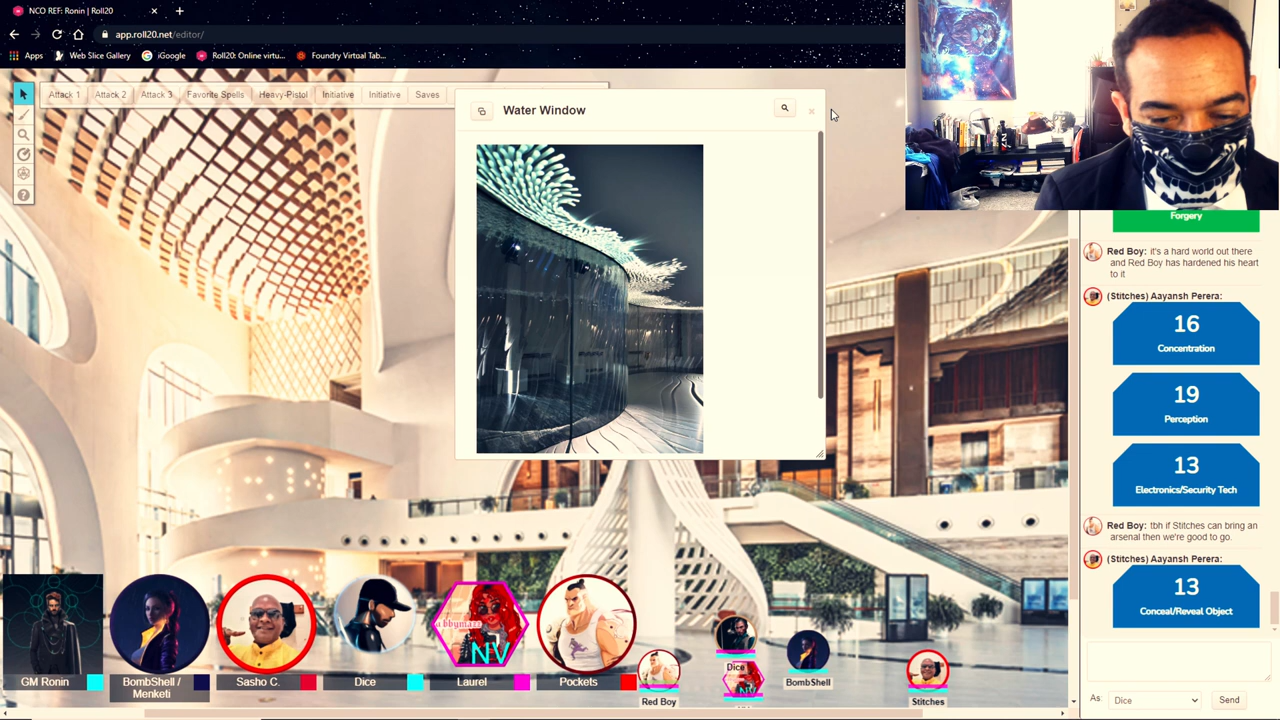 NCO REF: Ronin | Roll20
app.roll20.net/editor/
Apps
Web Slice Gallery
iGoogle
Roll20: Online virtu...
Foundry Virtual Tab...
Attack 1
Attack 2
Attack 3
Favorite Spells
Heavy-Pistol
Initiative
Initiative
Saves
Water Window
Forgery
Red Boy: it's a hard world out there
and Red Boy has hardened his heart
to it
(Stitches) Aayansh Perera:
16
Concentration
19
Perception
13
Electronics/Security Tech
Red Boy: tbh if Stitches can bring an
arsenal then we're good to go.
(Stitches) Aayansh Perera:
13
Conceal/Reveal Object
NV
GM Ronin
BombShell /
Menketi
Sasho C.
Dice
Laurel
Pockets
Red Boy
Dice
BombShell
Stitches
As:
Dice
Send